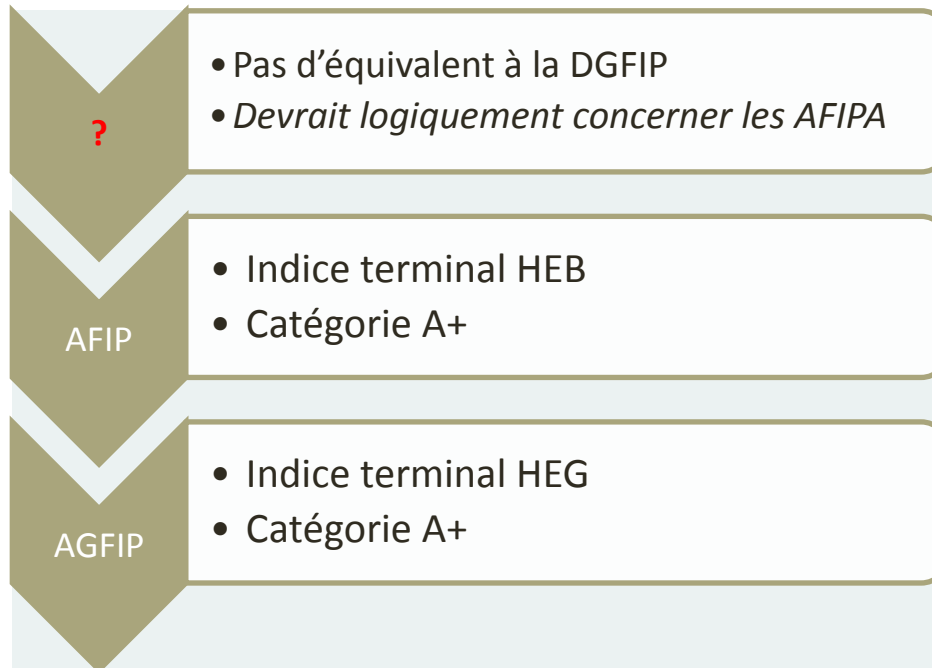 ?
• Pas d’équivalent à la DGFIP
• Devrait logiquement concerner les AFIPA
AFIP
• Indice terminal HEB
• Catégorie A+
AGFIP
• Indice terminal HEG
• Catégorie A+